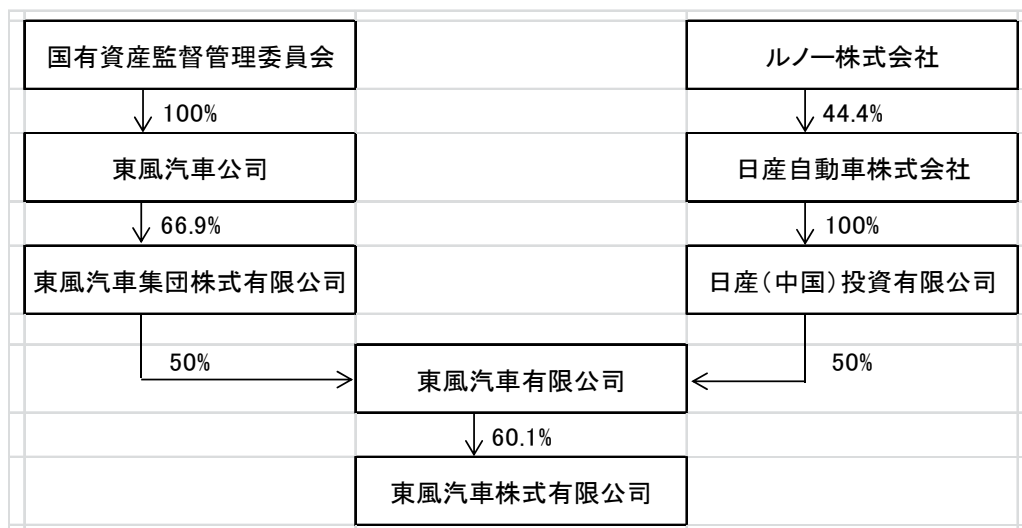 国有資産監督管理委員会
ルノー株式会社
100%
44.4%
東風汽車公司
日産自動車株式会社
66.9%
100%
東風汽車集団株式有限公司
日産（中国）投資有限公司
50%
50%
東風汽車有限公司
60.1%
東風汽車株式有限公司